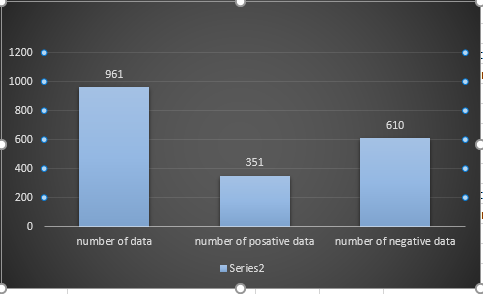 1200
1000
800
600
400
200
0
961
351
610
number of data
number of posative data
number of negative data
Series2